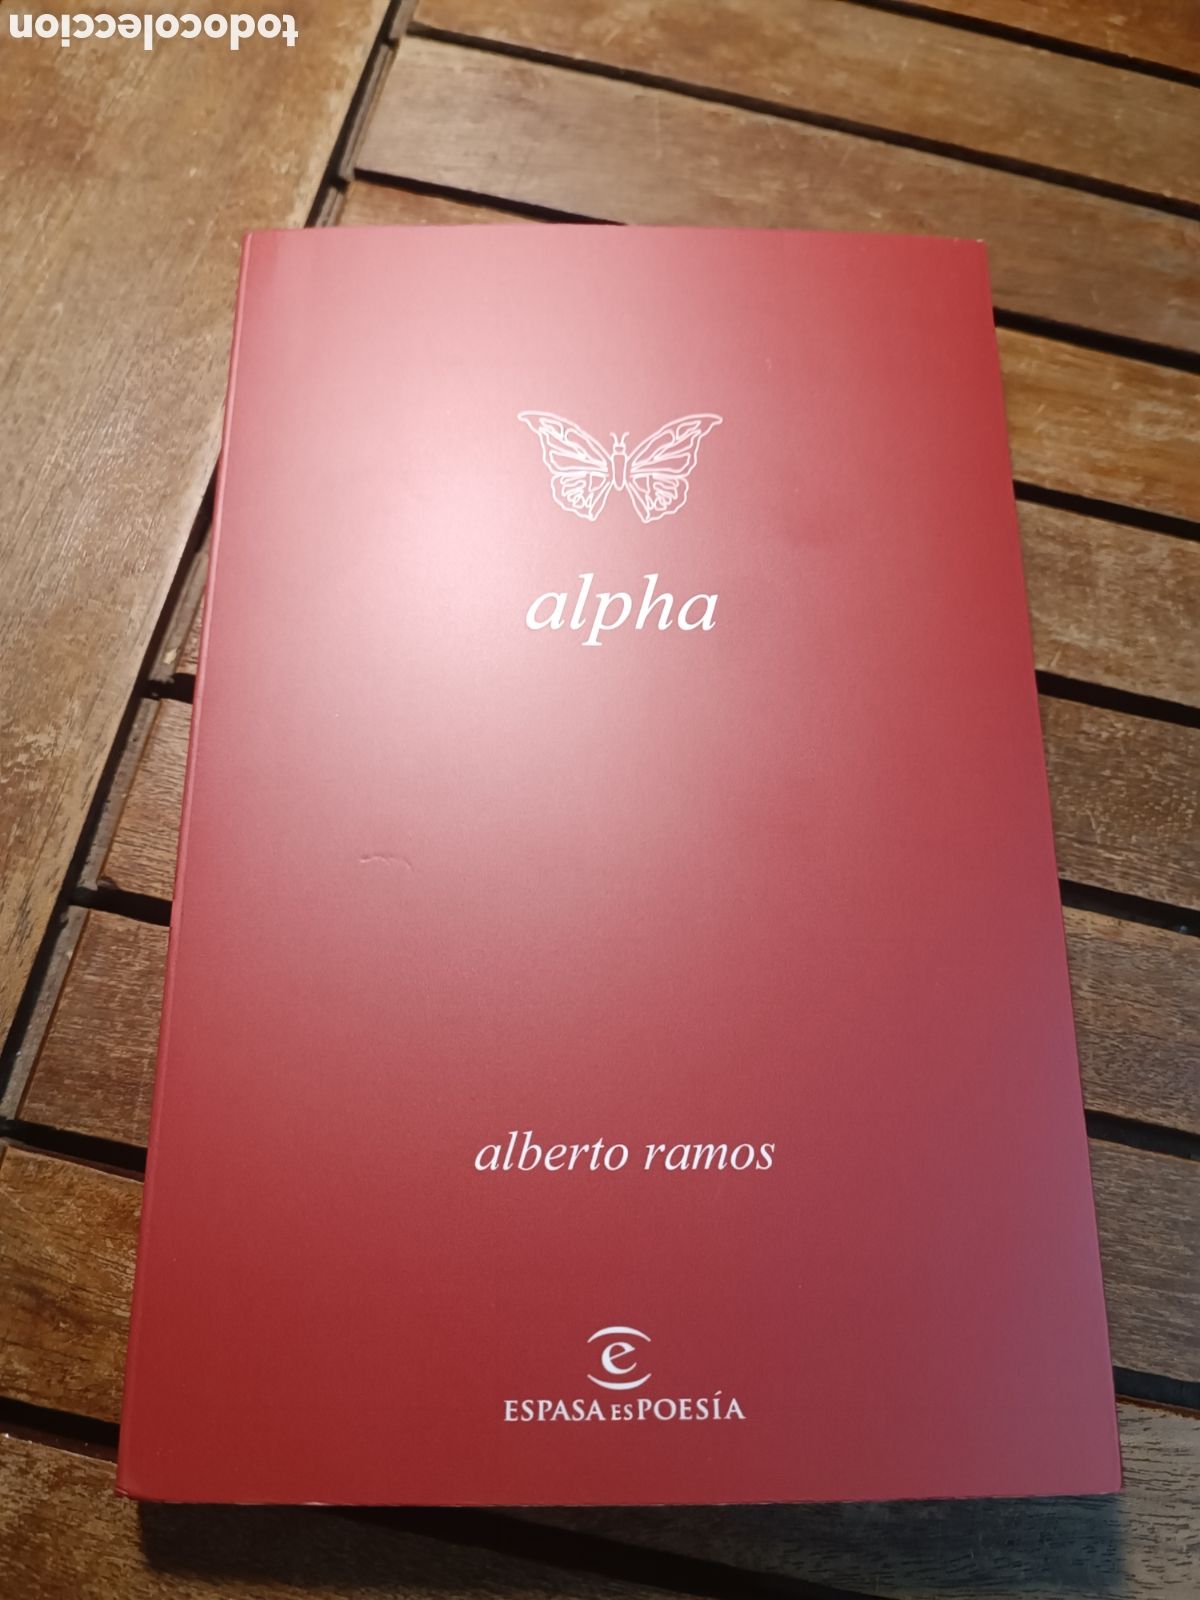 todocoleccion
alpha
alberto ramos
e
ESPASA ES POESÍA